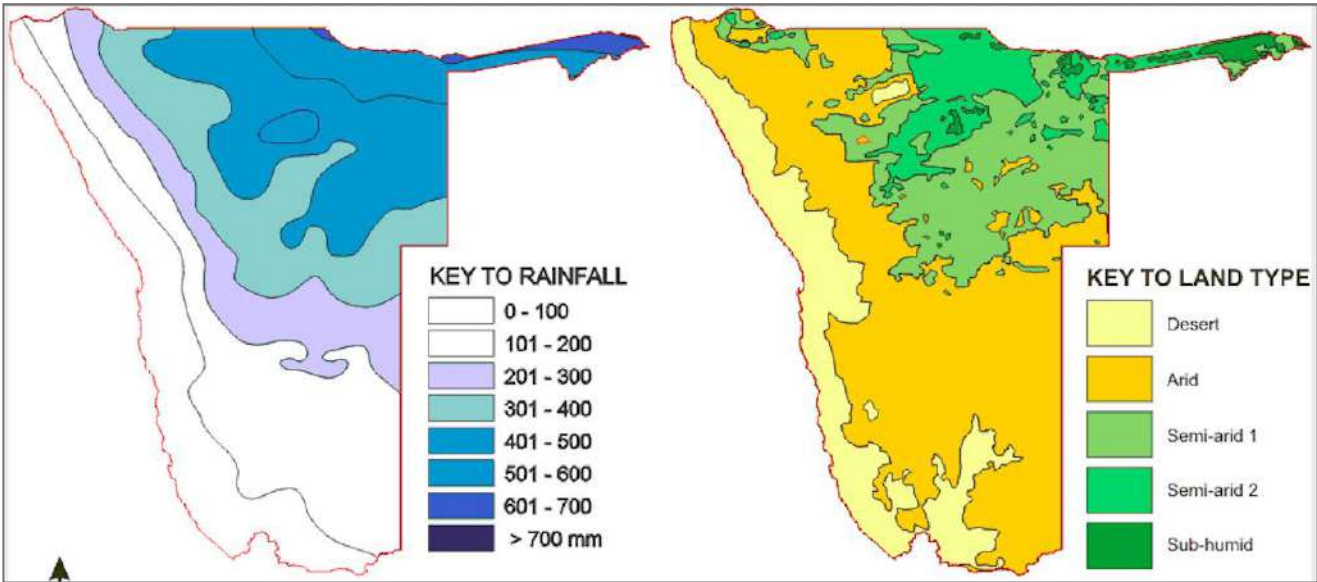 KEY TO RAINFALL
0 - 100
101 - 200
201 - 300
301 - 400
401 - 500
501 - 600
601 - 700
> 700 mm
KEY TO LAND TYPE
Desert
Arid
Semi-arid 1
Semi-arid 2
Sub-humid